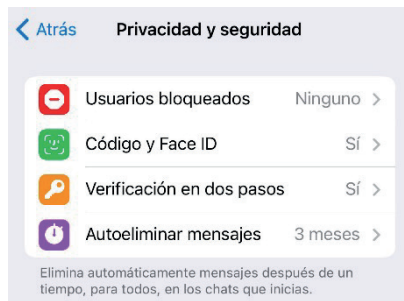 Atrás Privacidad y seguridad
Usuarios bloqueados Ninguno
Código y Face ID Sí
Verificación en dos pasos Sí
Autoeliminar mensajes 3 meses
Elimina automáticamente mensajes después de un
tiempo, para todos, en los chats que inicias.